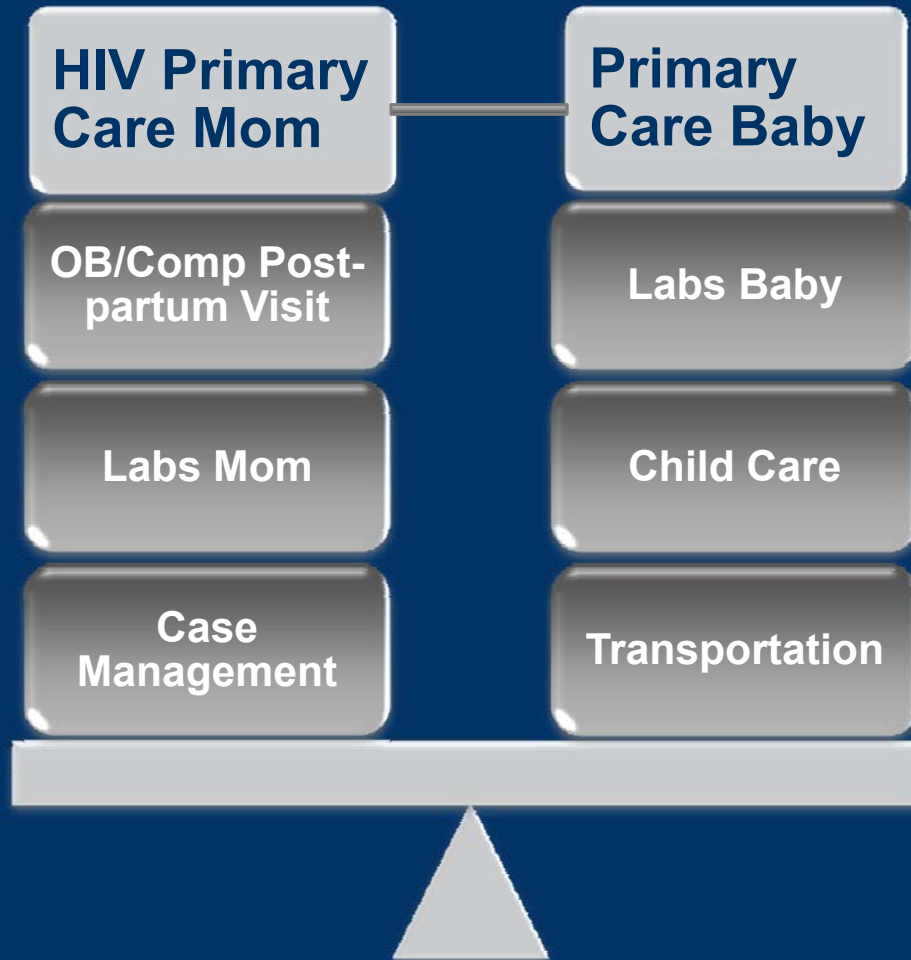 HIV Primary
Care Mom
OB/Comp Post-
partum Visit
Labs Mom
Case
Management
Primary
Care Baby
Labs Baby
Child Care
Transportation